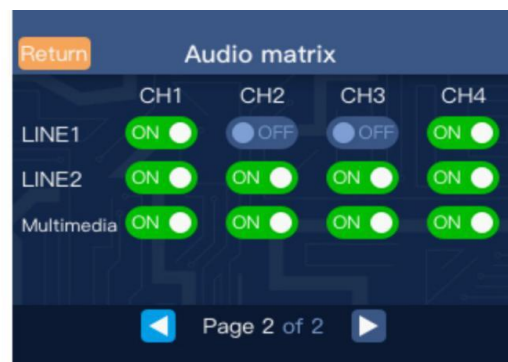 Return Audio matrix
CH1 CH2 CH3 CH4
LINE1 ON OFF OFF ON
LINE2 ON ON ON ON
Multimedia ON ON ON ON
Page 2 of 2